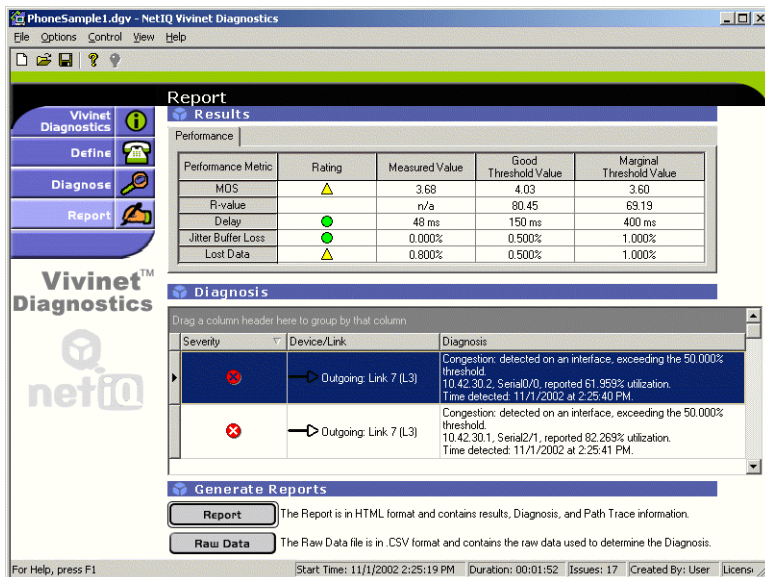 PhoneSample1.dgv - NetIQ Vivinet Diagnostics
File Options Control View Help
Report
Vivinet Diagnostics
Define
Diagnose
Report
Vivinet™
Diagnostics
netiQ
Results
Performance
Performance Metric Rating Measured Value Good Threshold Value Marginal Threshold Value
MOS 3.68 4.03 3.60
R-value n/a 80.45 69.19
Delay 48 ms 150 ms 400 ms
Jitter Buffer Loss 0.000% 0.500% 1.000%
Lost Data 0.800% 0.500% 1.000%
Diagnosis
Drag a column header here to group by that column
Severity Device/Link Diagnosis
Outgoing: Link 7 (L3)
Congestion: detected on an interface, exceeding the 50.000%
threshold.
10.42.30.2, Serial0/0, reported 61.959% utilization.
Time detected: 11/1/2002 at 2:25:40 PM.
Outgoing: Link 7 (L3)
Congestion: detected on an interface, exceeding the 50.000%
threshold.
10.42.30.1, Serial2/1, reported 82.269% utilization.
Time detected: 11/1/2002 at 2:25:41 PM.
Generate Reports
Report The Report is in HTML format and contains results, Diagnosis, and Path Trace information.
Raw Data The Raw Data file is in .CSV format and contains the raw data used to determine the Diagnosis.
For Help, press F1 Start Time: 11/1/2002 2:25:19 PM Duration: 00:01:52 Issues: 17 Created By: User Licens